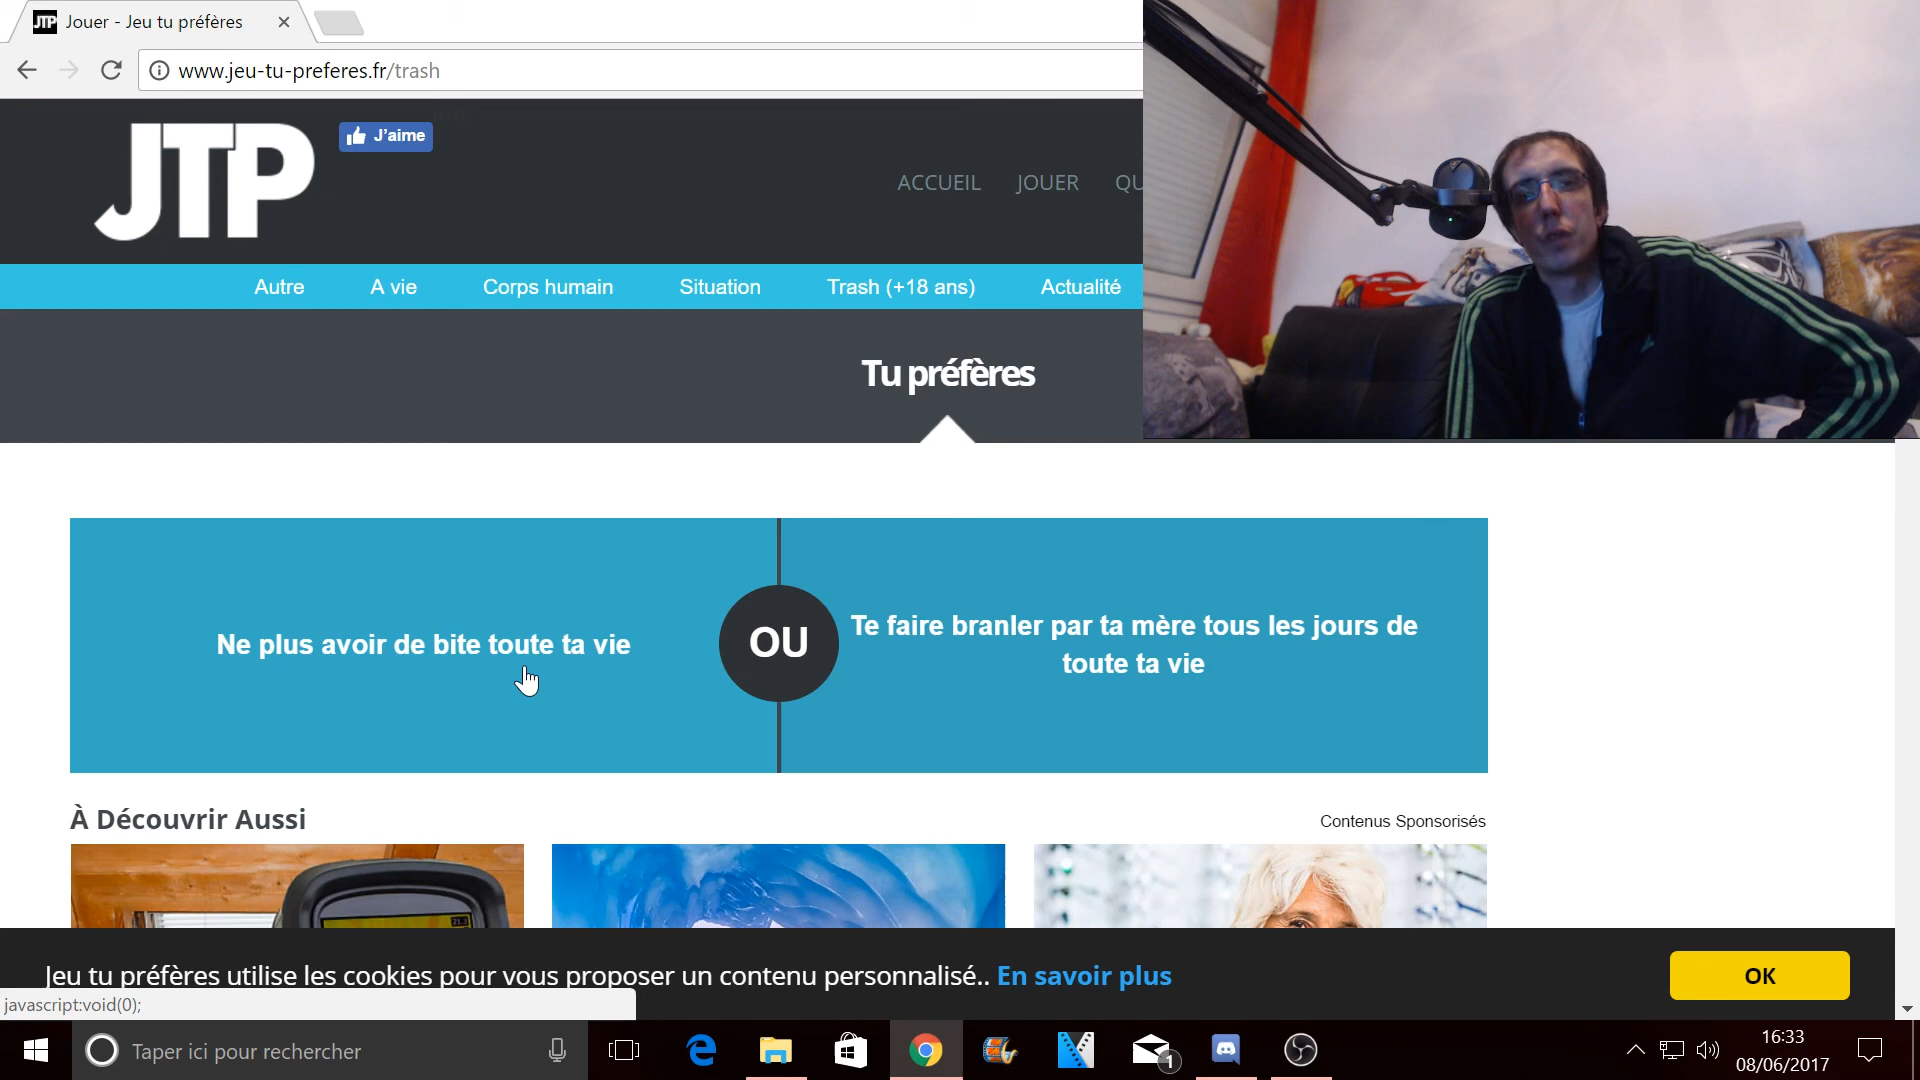 JTP Jouer - Jeu tu préfères
www.jeu-tu-preferes.fr/trash
JTP
J'aime
ACCUEIL JOUER QU
Autre A vie Corps humain Situation Trash (+18 ans) Actualité
Tu préfères
Ne plus avoir de bite toute ta vie
OU
Te faire branler par ta mère tous les jours de
toute ta vie
À Découvrir Aussi
Contenus Sponsorisés
Jeu tu préfères utilise les cookies pour vous proposer un contenu personnalisé.. En savoir plus
OK
javascript:void(0);
Taper ici pour rechercher
1
16:33
08/06/2017